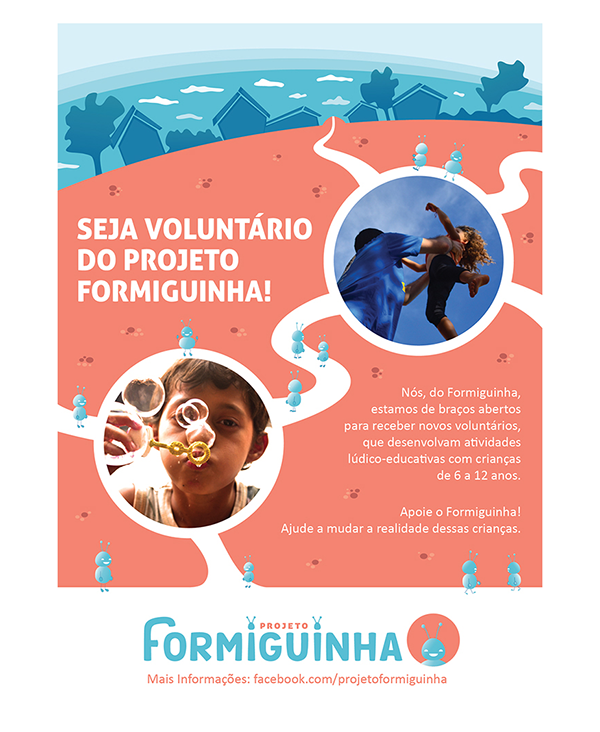 SEJA VOLUNTÁRIO
DO PROJETO
FORMIGUINHA!
Nós, do Formiguinha,
estamos de braços abertos
para receber novos voluntários,
que desenvolvam atividades
lúdico-educativas com crianças
de 6 a 12 anos.
Apoie o Formiguinha!
Ajude a mudar a realidade dessas crianças.
PROJETO
FORMIGUINHA
Mais Informações: facebook.com/projetoformiguinha